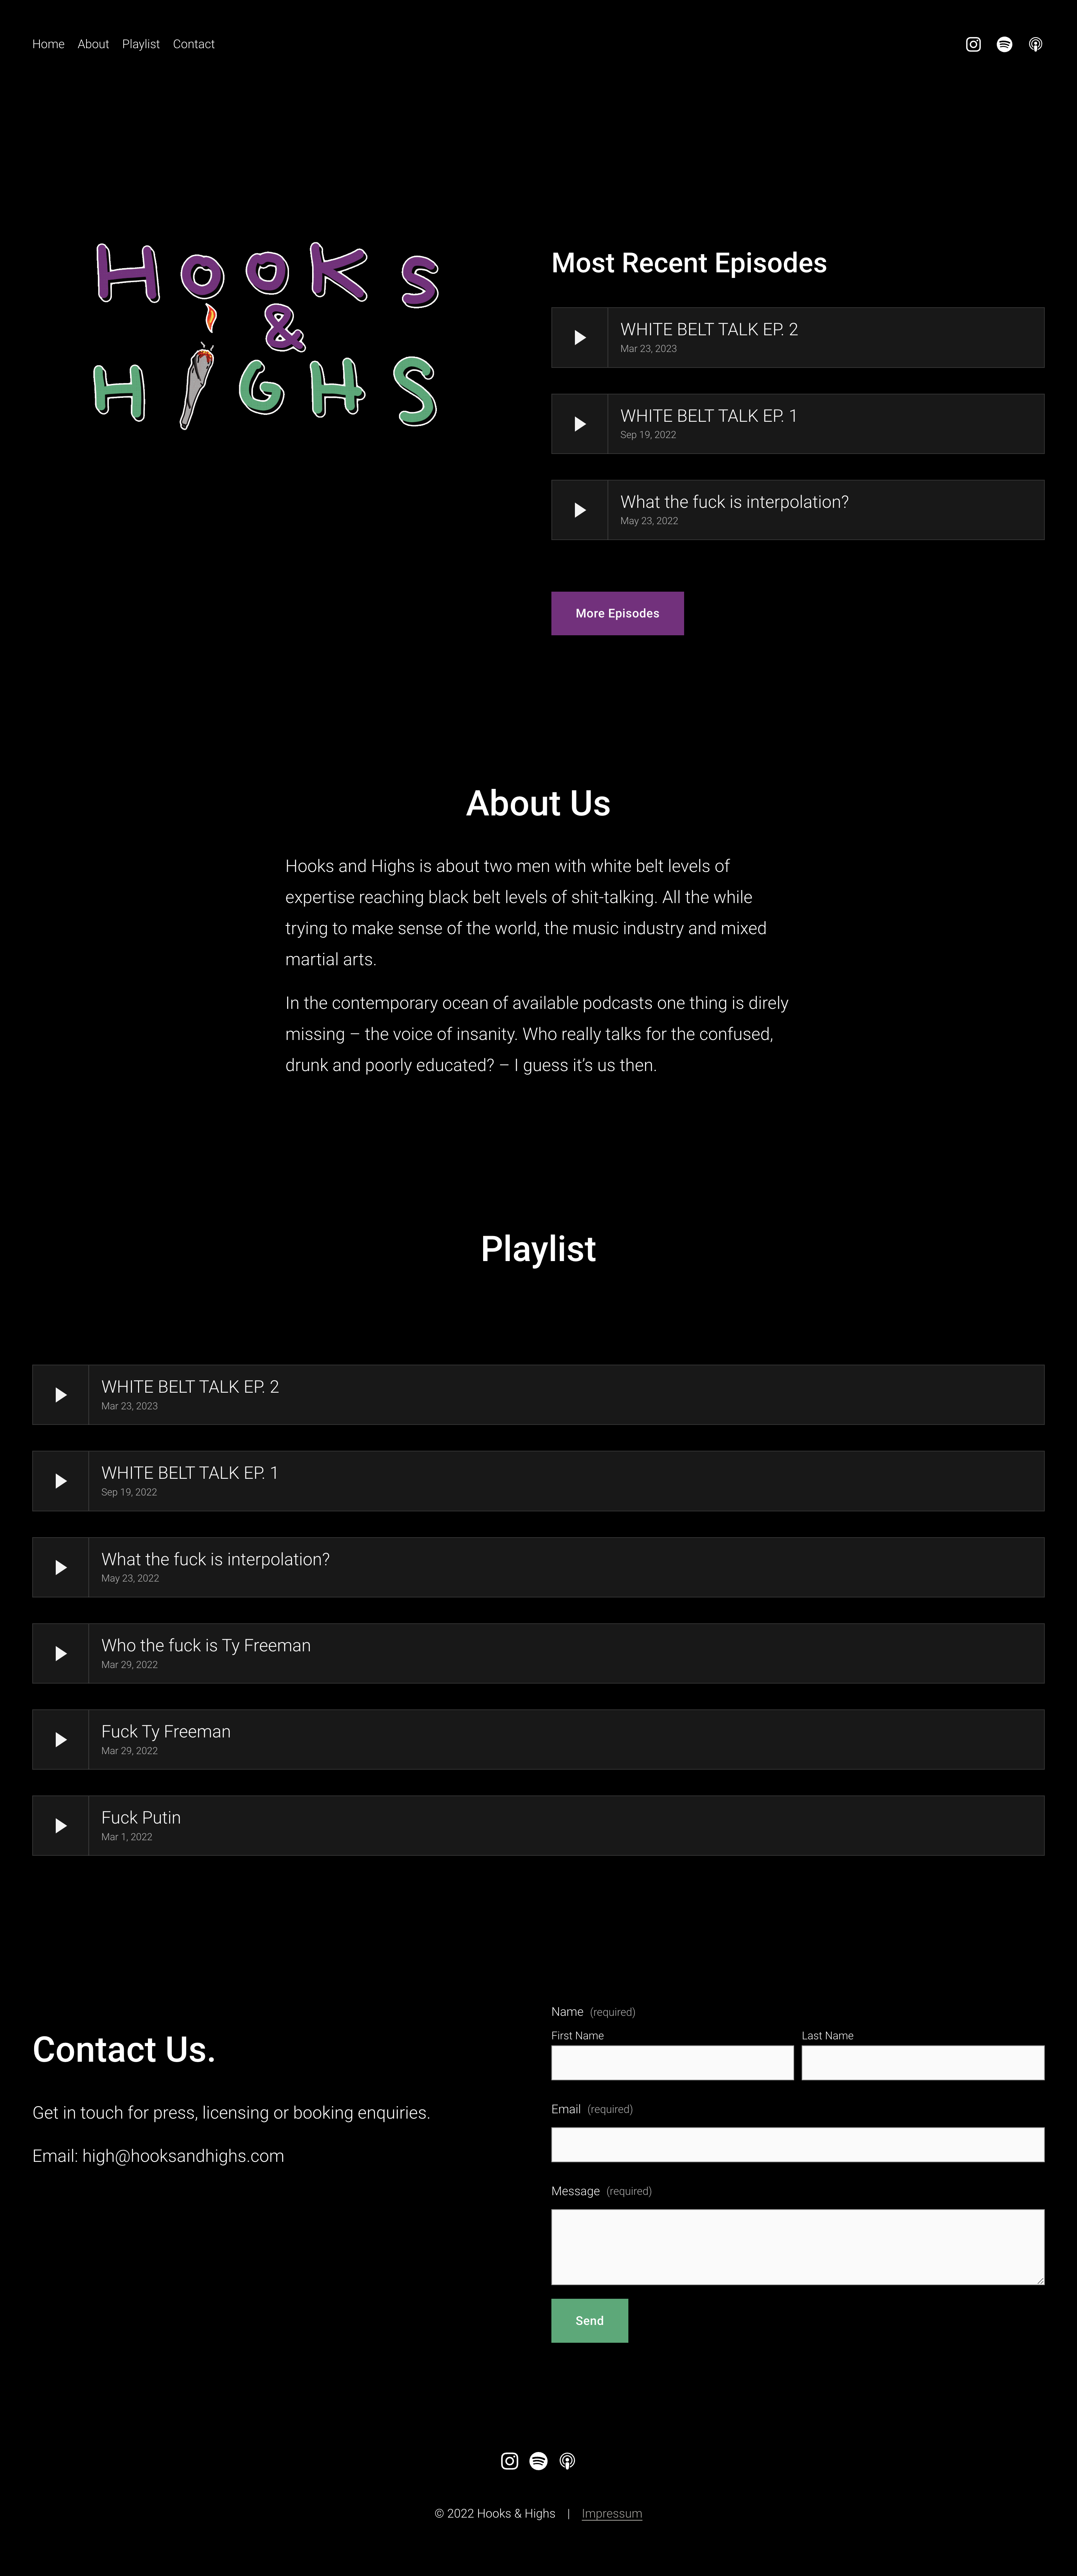 Home About Playlist Contact
HOOKS
&
HIGHS
Most Recent Episodes
WHITE BELT TALK EP. 2
Mar 23, 2023
WHITE BELT TALK EP. 1
Sep 19, 2022
What the fuck is interpolation?
May 23, 2022
More Episodes
About Us
Hooks and Highs is about two men with white belt levels of
expertise reaching black belt levels of shit-talking. All the while
trying to make sense of the world, the music industry and mixed
martial arts.
In the contemporary ocean of available podcasts one thing is direly
missing – the voice of insanity. Who really talks for the confused,
drunk and poorly educated? – I guess it’s us then.
Playlist
WHITE BELT TALK EP. 2
Mar 23, 2023
WHITE BELT TALK EP. 1
Sep 19, 2022
What the fuck is interpolation?
May 23, 2022
Who the fuck is Ty Freeman
Mar 29, 2022
Fuck Ty Freeman
Mar 29, 2022
Fuck Putin
Mar 1, 2022
Contact Us.
Get in touch for press, licensing or booking enquiries.
Email: high@hooksandhighs.com
Name (required)
First Name Last Name
Email (required)
Message (required)
Send
© 2022 Hooks & Highs | Impressum